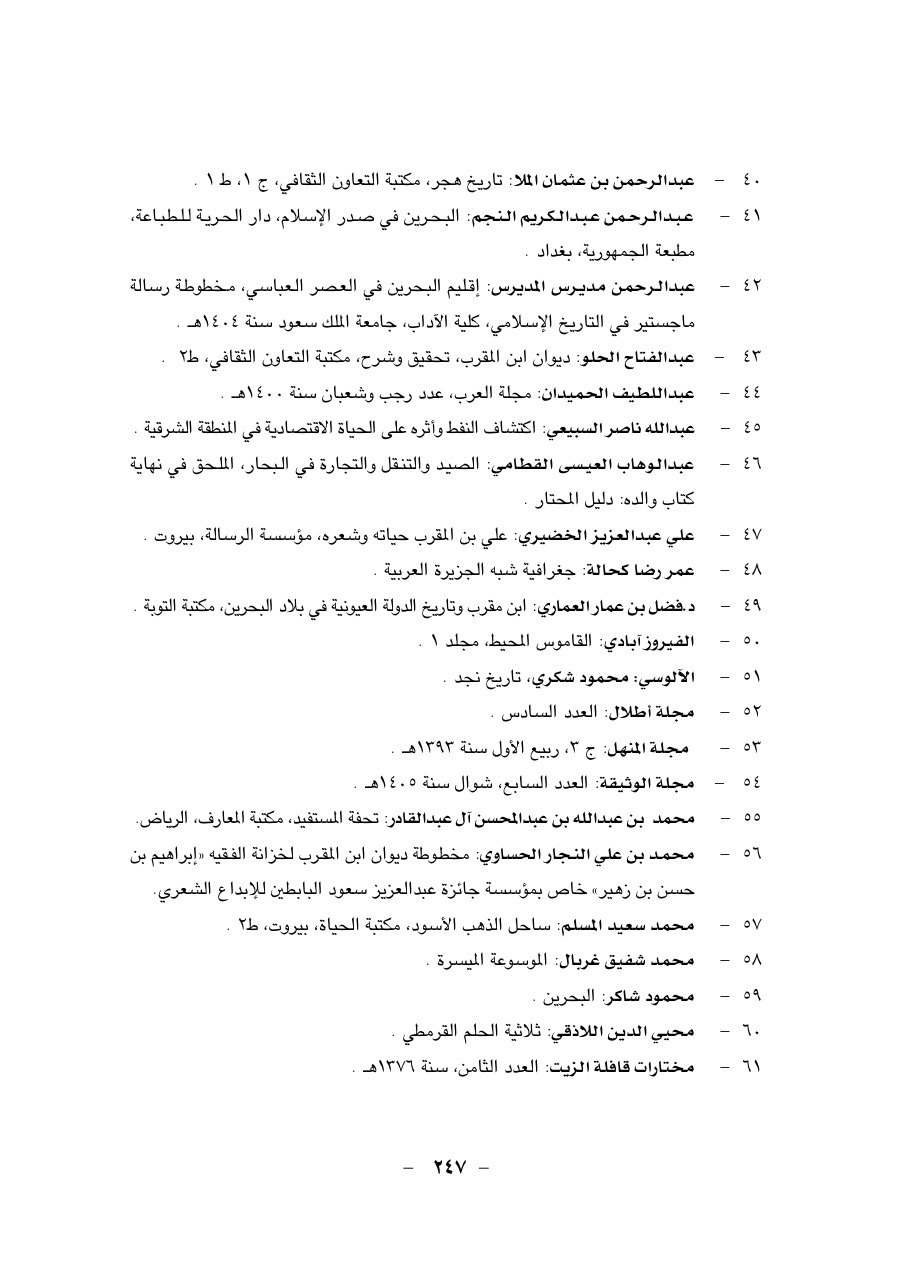 ٤٠ – عبدالرحمن بن عثمان الملا: تاريخ هجر، مكتبة التعاون الثقافي، ج ١، ط ١ .
٤١ – عبدالرحمن عبدالكريم النجم: البحرين في صدر الإسلام، دار الحرية للطباعة،
مطبعة الجمهورية، بغداد .
٤٢ – عبدالرحمن مديرس المديرس: إقليم البحرين في العصر العباسي، مخطوطة رسالة
ماجستير في التاريخ الإسلامي، كلية الآداب، جامعة الملك سعود سنة ١٤٠٤هـ .
٤٣ – عبدالفتاح الحلو: ديوان ابن المقرب، تحقيق وشرح، مكتبة التعاون الثقافي، ط٢ .
٤٤ – عبداللطيف الحميدان: مجلة العرب، عدد رجب وشعبان سنة ١٤٠٠هـ .
٤٥ – عبدالله ناصر السبيعي: اكتشاف النفط وأثره على الحياة الاقتصادية في المنطقة الشرقية .
٤٦ – عبدالوهاب العيسى القطامي: الصيد والتنقل والتجارة في البحار، الملحق في نهاية
كتاب والده: دليل المحتار .
٤٧ – علي عبدالعزيز الخضيري: علي بن المقرب حياته وشعره، مؤسسة الرسالة، بيروت .
٤٨ – عمر رضا كحالة: جغرافية شبه الجزيرة العربية .
٤٩ – د.فضل بن عمار العماري: ابن مقرب وتاريخ الدولة العيونية في بلاد البحرين، مكتبة التوبة .
٥٠ – الفيروز آبادي: القاموس المحيط، مجلد ١ .
٥١ – الآلوسي: محمود شكري، تاريخ نجد .
٥٢ – مجلة أطلال: العدد السادس .
٥٣ – مجلة المنهل: ج ٣، ربيع الأول سنة ١٣٩٣هـ .
٥٤ – مجلة الوثيقة: العدد السابع، شوال سنة ١٤٠٥هـ .
٥٥ – محمد بن عبدالله بن عبدالمحسن آل عبدالقادر: تحفة المستفيد، مكتبة المعارف، الرياض.
٥٦ – محمد بن علي النجار الحساوي: مخطوطة ديوان ابن المقرب لخزانة الفقيه «إبراهيم بن
حسن بن زهير» خاص بمؤسسة جائزة عبدالعزيز سعود البابطين للإبداع الشعري.
٥٧ – محمد سعيد المسلم: ساحل الذهب الأسود، مكتبة الحياة، بيروت، ط٢ .
٥٨ – محمد شفيق غربال: الموسوعة الميسرة .
٥٩ – محمود شاكر: البحرين .
٦٠ – محيي الدين اللاذقي: ثلاثية الحلم القرمطي .
٦١ – مختارات قافلة الزيت: العدد الثامن، سنة ١٣٧٦هـ .
– ٢٤٧ –